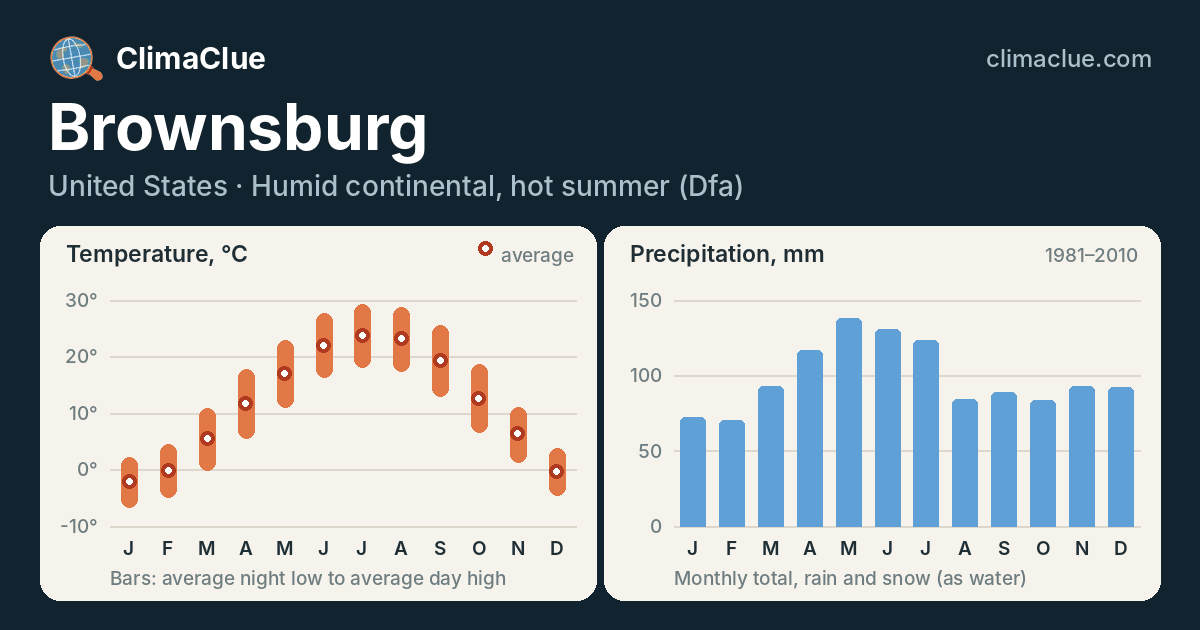 ClimaClue
climaclue.com
Brownsburg
United States · Humid continental, hot summer (Dfa)
Temperature, °C
average
30°
20°
10°
0°
-10°
J F M A M J J A S O N D
Bars: average night low to average day high
Precipitation, mm
1981–2010
150
100
50
0
J F M A M J J A S O N D
Monthly total, rain and snow (as water)